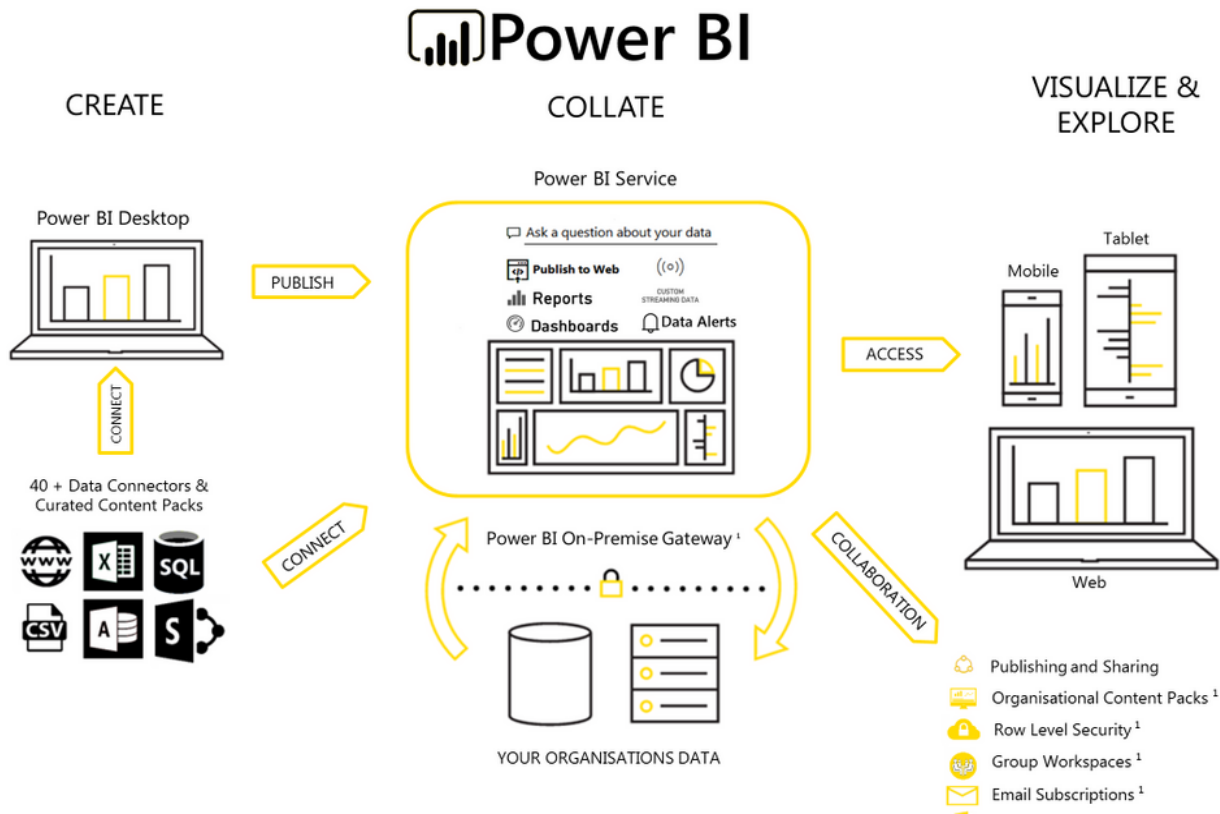 Power BI
CREATE
COLLATE
VISUALIZE &
EXPLORE
Power BI Desktop
PUBLISH
CONNECT
40 + Data Connectors &
Curated Content Packs
WWW
X
SQL
CSV
A
S
CONNECT
Power BI Service
Ask a question about your data
Publish to Web
Reports
CUSTOM
STREAMING DATA
Dashboards
Data Alerts
Power BI On-Premise Gateway ¹
YOUR ORGANISATIONS DATA
ACCESS
COLLABORATION
Mobile
Tablet
Web
Publishing and Sharing
Organisational Content Packs ¹
Row Level Security ¹
Group Workspaces ¹
Email Subscriptions ¹